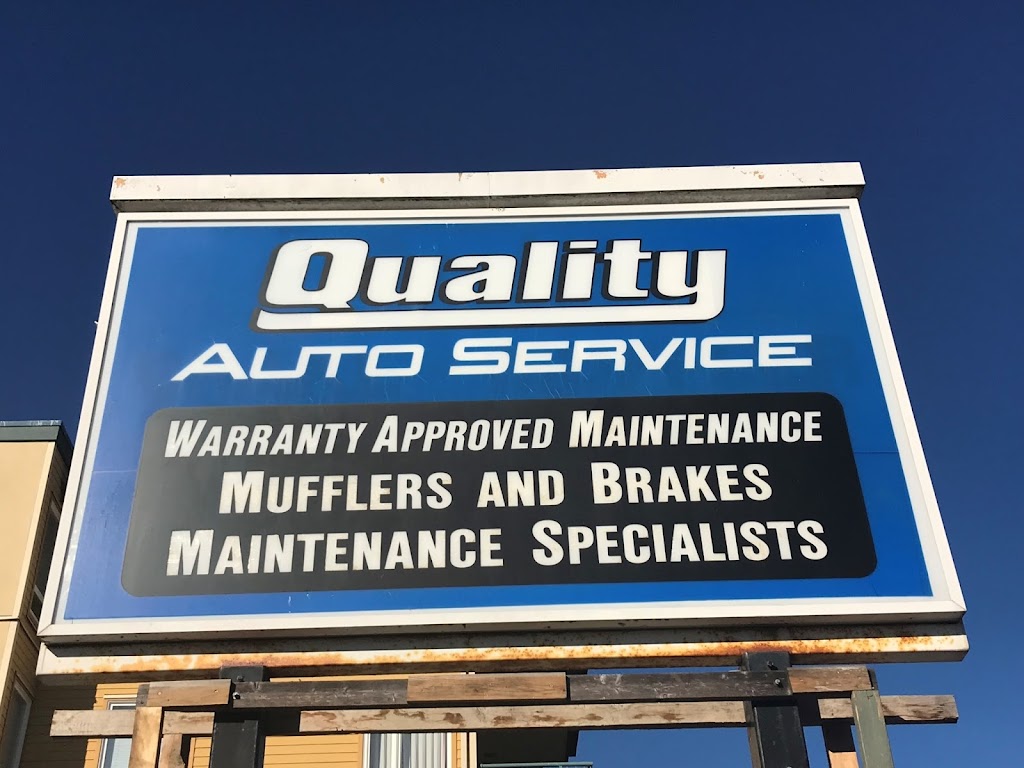 Quality
AUTO SERVICE
WARRANTY APPROVED MAINTENANCE
MUFFLERS AND BRAKES
MAINTENANCE SPECIALISTS